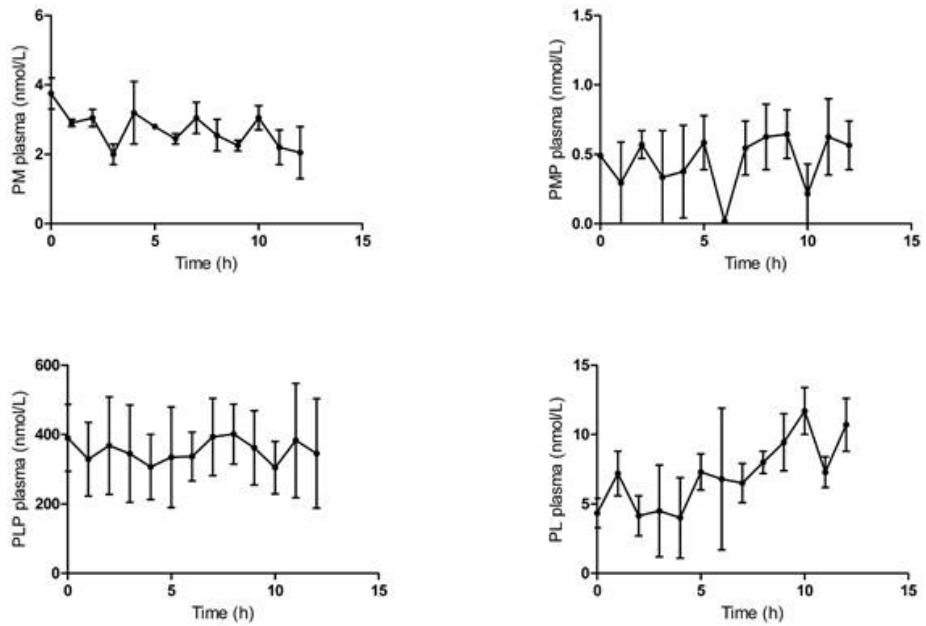 PM plasma (nmol/L)
6
4
2
0
0 5 10 15
Time (h)
PMP plasma (nmol/L)
1.5
1.0
0.5
0.0
0 5 10 15
Time (h)
PLP plasma (nmol/L)
600
400
200
0
0 5 10 15
Time (h)
PL plasma (nmol/L)
15
10
5
0
0 5 10 15
Time (h)